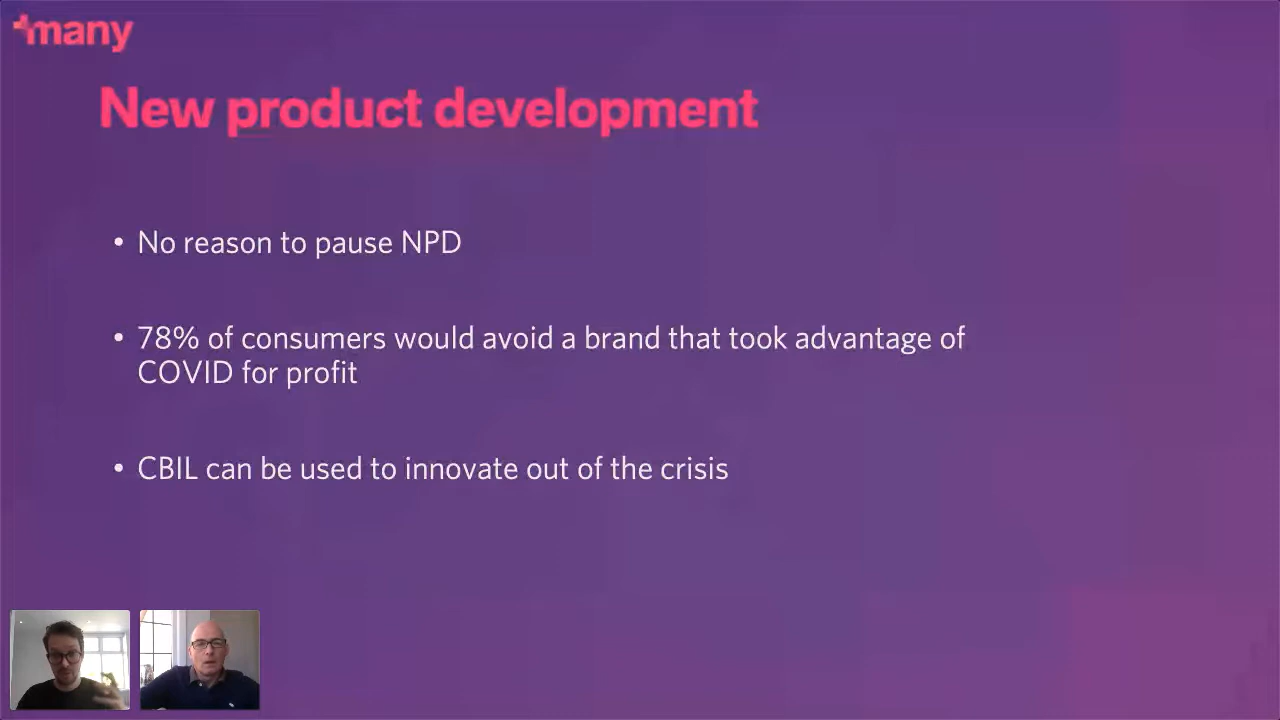 many
New product development
• No reason to pause NPD
• 78% of consumers would avoid a brand that took advantage of
COVID for profit
• CBIL can be used to innovate out of the crisis